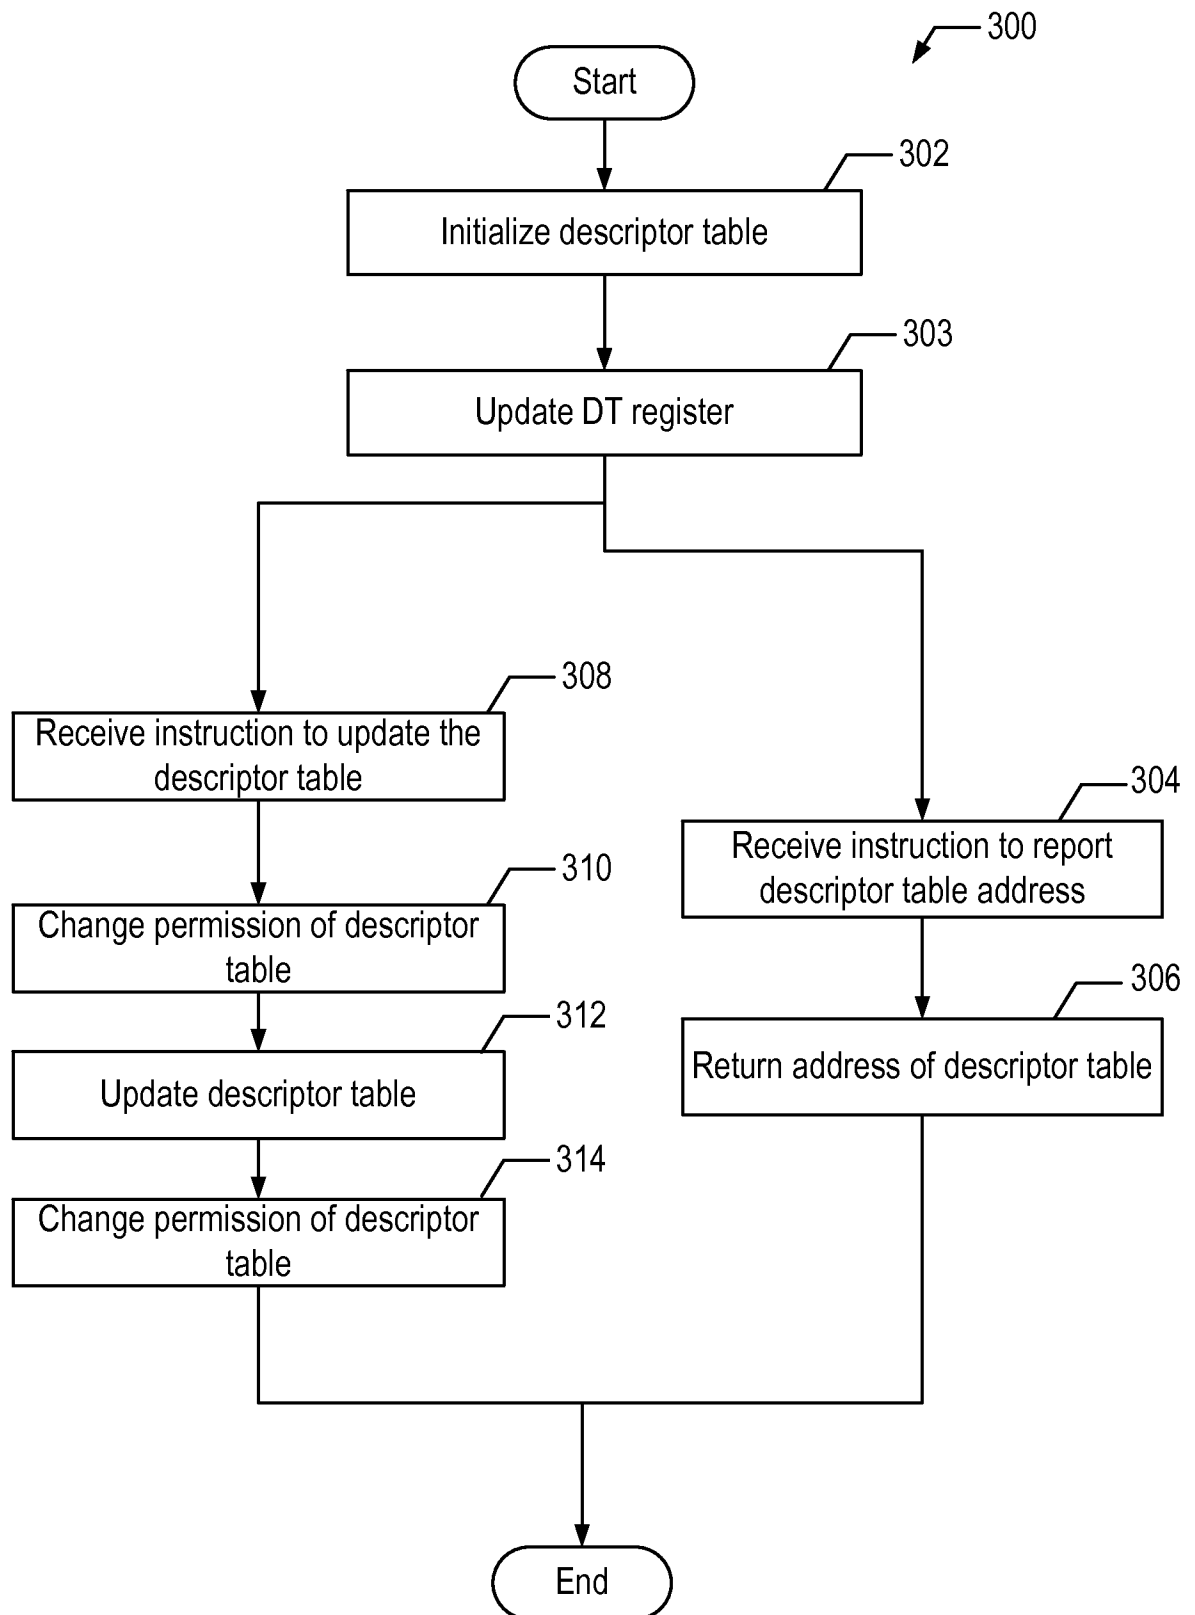 300
Start
302
Initialize descriptor table
303
Update DT register
308
Receive instruction to update the
descriptor table
304
Receive instruction to report
descriptor table address
310
Change permission of descriptor
table
306
Return address of descriptor table
312
Update descriptor table
314
Change permission of descriptor
table
End